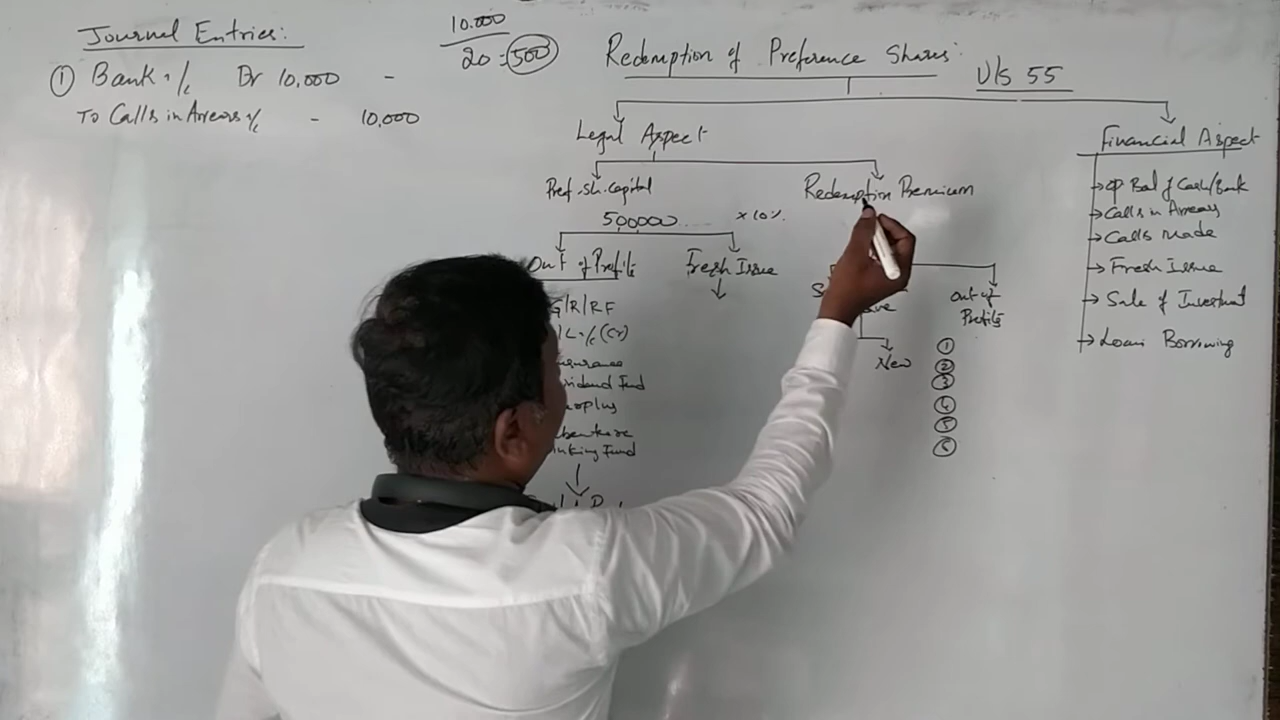 Journal Entries:
① Bank a/c Dr 10,000 -
To Calls in Arrears a/c - 10,000
10.000
20 = 500
Redemption of Preference Shares:
U/s 55
Legal Aspect
Pref.sh.capital
500000 x 10%
Out of Profits
G/R/RF
(Cr)
Fund
Fund
Fresh Issue
Redemption Premium
New
Out of
Profits
①
②
③
④
⑤
⑥
Financial Aspect
→ OP Bal of Cash/Bank
→ Calls in Arrears
→ Calls Made
→ Fresh Issue
→ Sale of Investment
→ Loan Borrowing